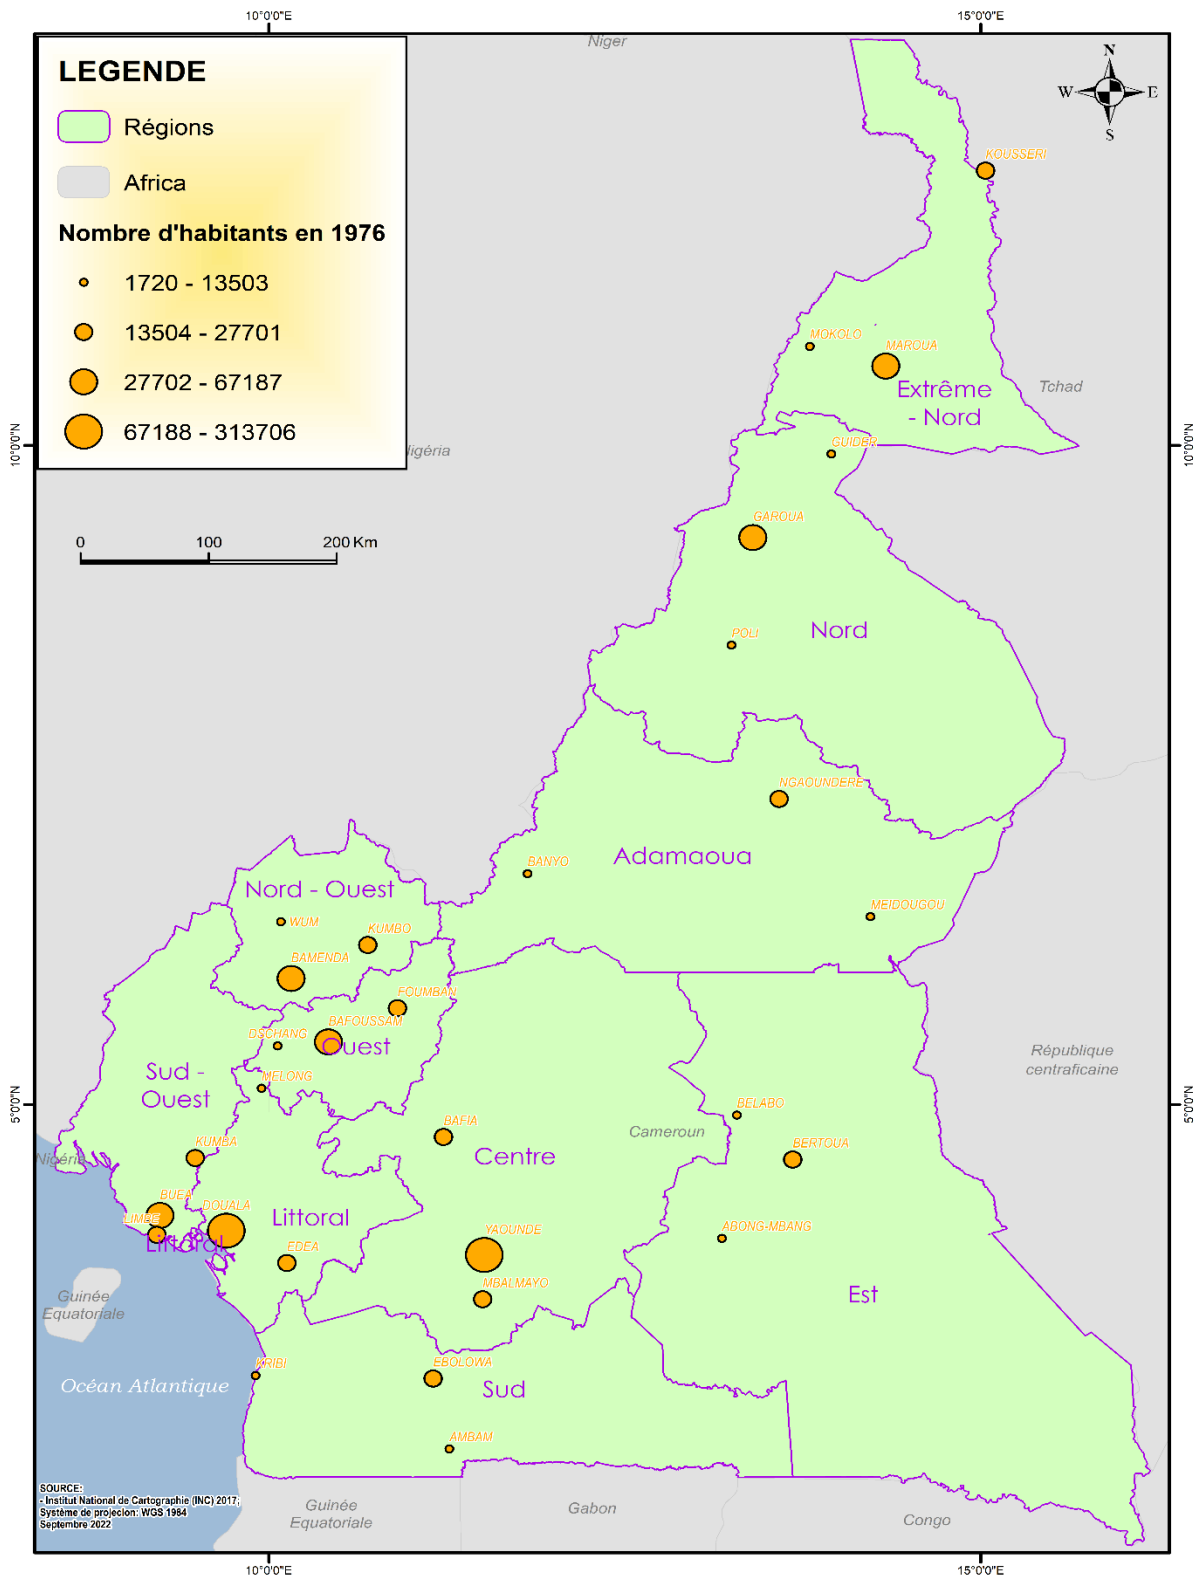 10°0'0"E
15°0'0"E
Niger
LEGENDE
Régions
Africa
Nombre d'habitants en 1976
1720 - 13503
13504 - 27701
27702 - 67187
67188 - 313706
N
W
E
S
KOUSSERI
MOKOLO
MAROUA
Extrême
- Nord
Tchad
10°0'0"N
10°0'0"N
igéria
GUIDER
GAROUA
0
100
200 Km
POLI
Nord
NGAOUNDERE
Adamaoua
BANYO
MEIDOUGOU
Nord - Ouest
WUM
KUMBO
BAMENDA
FOUMBAN
BAFOUSSAM
DSCHANG
Ouest
MELONG
Sud -
Ouest
République
centraficaine
5°0'0"N
5°0'0"N
BELABO
BAFIA
Cameroun
BERTOUA
Centre
KUMBA
Nigéria
BUEA
DOUALA
LIMBE
Littoral
Littoral
ABONG-MBANG
YAOUNDE
EDEA
MBALMAYO
Est
Guinée
Equatoriale
KRIBI
EBOLOWA
Sud
Océan Atlantique
AMBAM
SOURCE:
- Institut National de Cartographie (INC) 2017;
Système de projecion: WGS 1984
Septembre 2022
Guinée
Equatoriale
Gabon
Congo
10°0'0"E
15°0'0"E